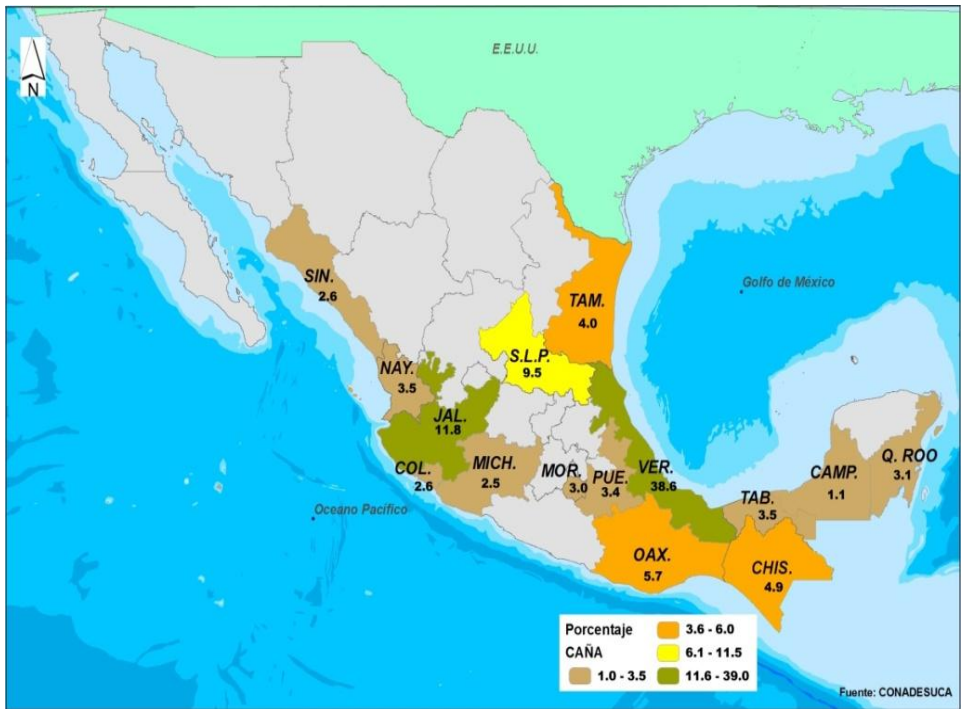 E.E.U.U.
N
SIN.
2.6
TAM.
4.0
Golfo de México
S.L.P.
9.5
NAY.
3.5
JAL.
11.8
COL.
2.6
MICH.
2.5
MOR.
3.0
PUE.
3.4
VER.
38.6
TAB.
3.5
CAMP.
1.1
Q. ROO
3.1
Oceano Pacífico
OAX.
5.7
CHIS.
4.9
Porcentaje
CAÑA
1.0 - 3.5
3.6 - 6.0
6.1 - 11.5
11.6 - 39.0
Fuente: CONADESUCA